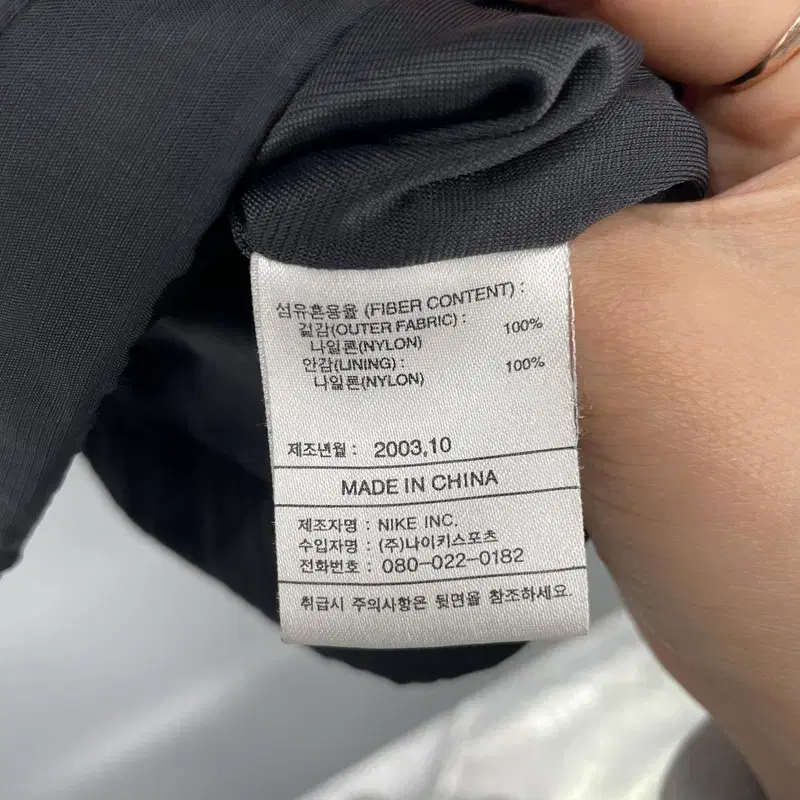 섬유혼용율 (FIBER CONTENT) :
겉감(OUTER FABRIC) :
나일론(NYLON) 100%
안감(LINING) :
나일론(NYLON) 100%
제조년월 : 2003,10
MADE IN CHINA
제조자명 : NIKE INC.
수입자명 : (주)나이키스포츠
전화번호 : 080-022-0182
취급시 주의사항은 뒷면을 참조하세요.